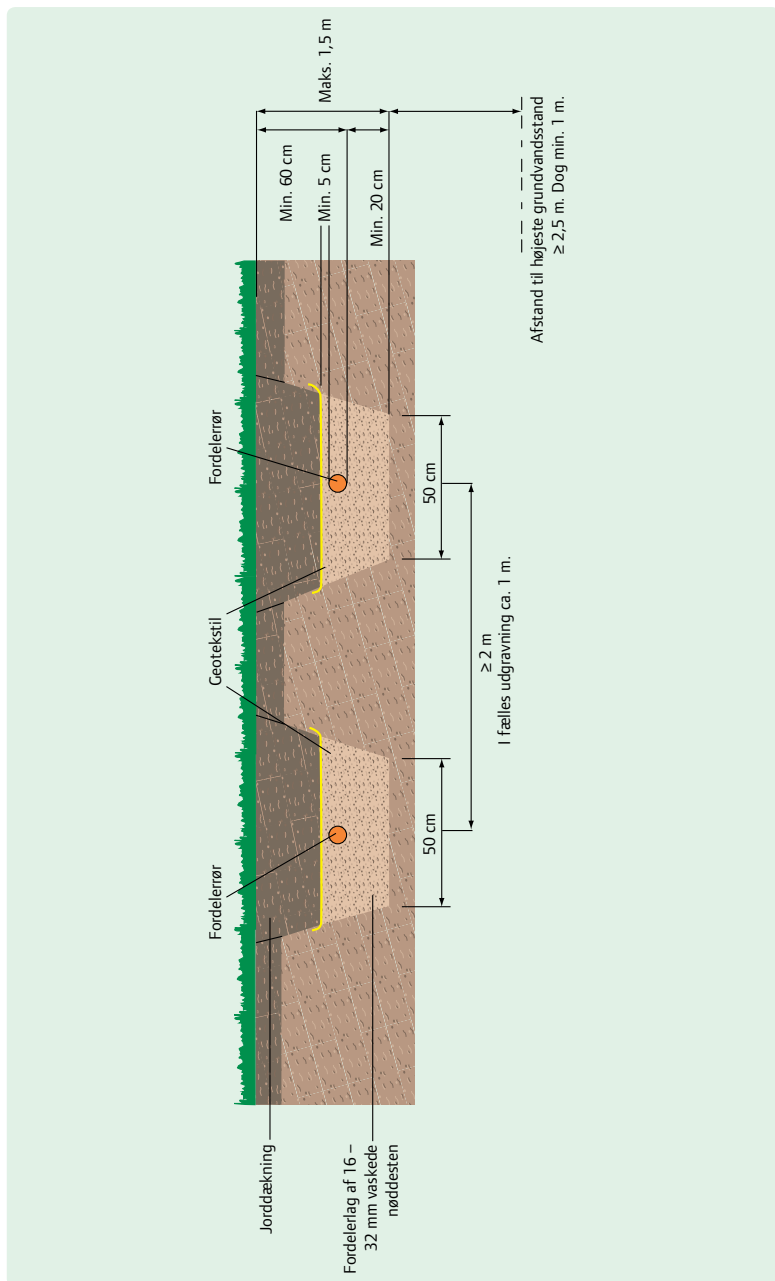 Fordelerrør
Geotekstil
Fordelerrør
Maks. 1,5 m
Min. 60 cm
Min. 5 cm
Min. 20 cm
Jorddækning
Fordelerlag af 16 –
32 mm vaskede
nøddesten
50 cm
50 cm
≥ 2 m
I fælles udgravning ca. 1 m.
Afstand til højeste grundvandsstand
≥ 2,5 m. Dog min. 1 m.